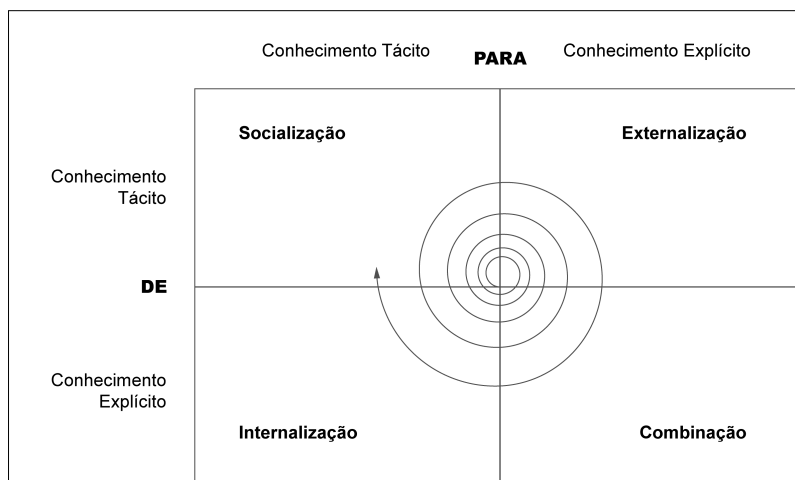 Conhecimento Tácito
PARA
Conhecimento Explícito
Socialização
Externalização
Conhecimento
Tácito
DE
Conhecimento
Explícito
Internalização
Combinação